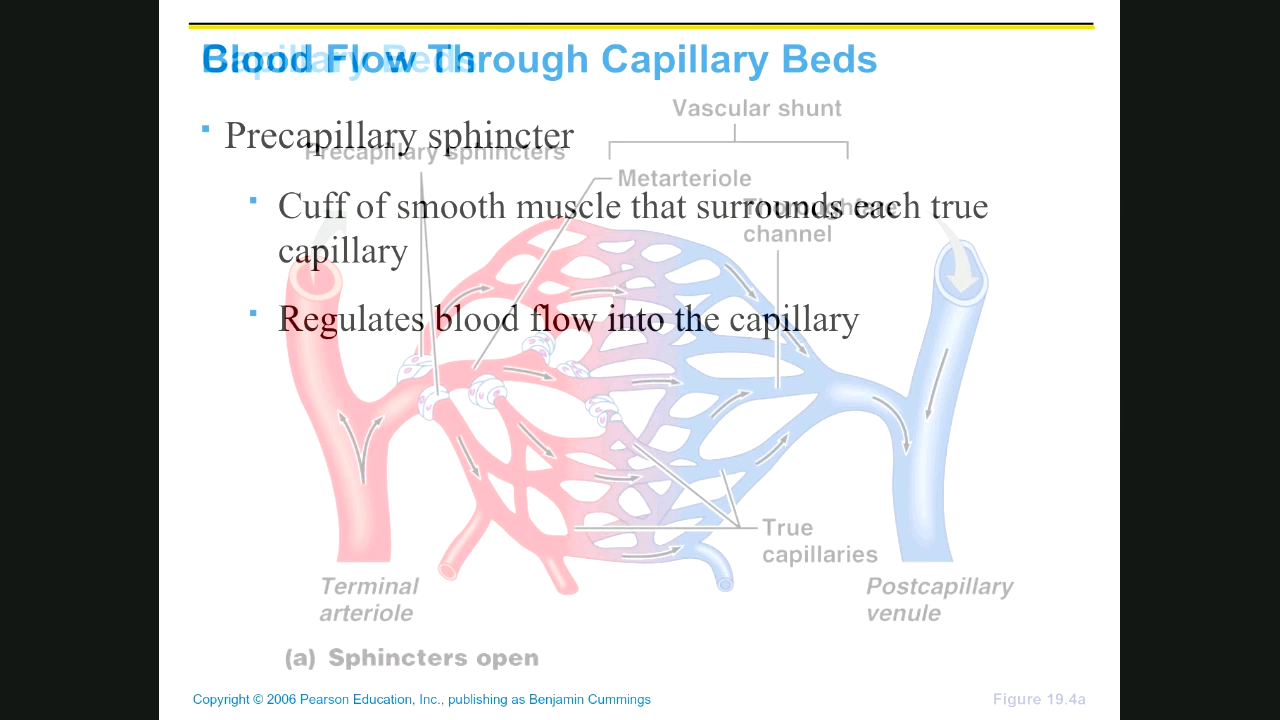 Blood Flow Through Capillary Beds
Capillary Beds
Vascular shunt
Precapillary sphincter
Precapillary sphincters
Metarteriole
Cuff of smooth muscle that surrounds each true
Thoroughfare
channel
capillary
Regulates blood flow into the capillary
True
capillaries
Terminal
arteriole
Postcapillary
venule
(a) Sphincters open
Copyright © 2006 Pearson Education, Inc., publishing as Benjamin Cummings
Figure 19.4a